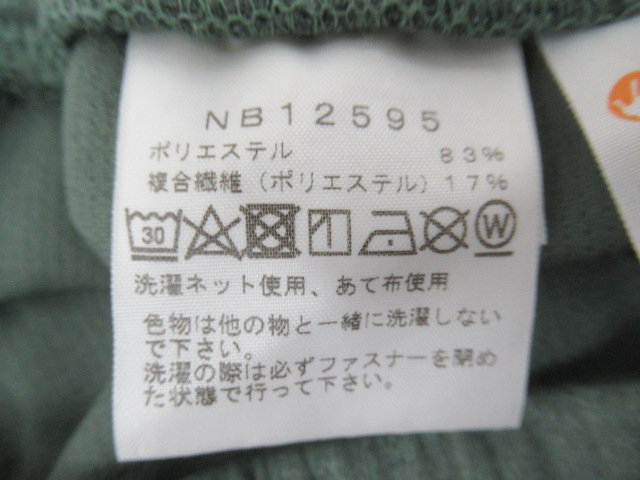 NB12595
ポリエステル 83%
複合繊維(ポリエステル)17%
30 W
洗濯ネット使用、あて布使用
色物は他の物と一緒に洗濯しない
で下さい。
洗濯の際は必ずファスナーを閉め
た状態で行って下さい。